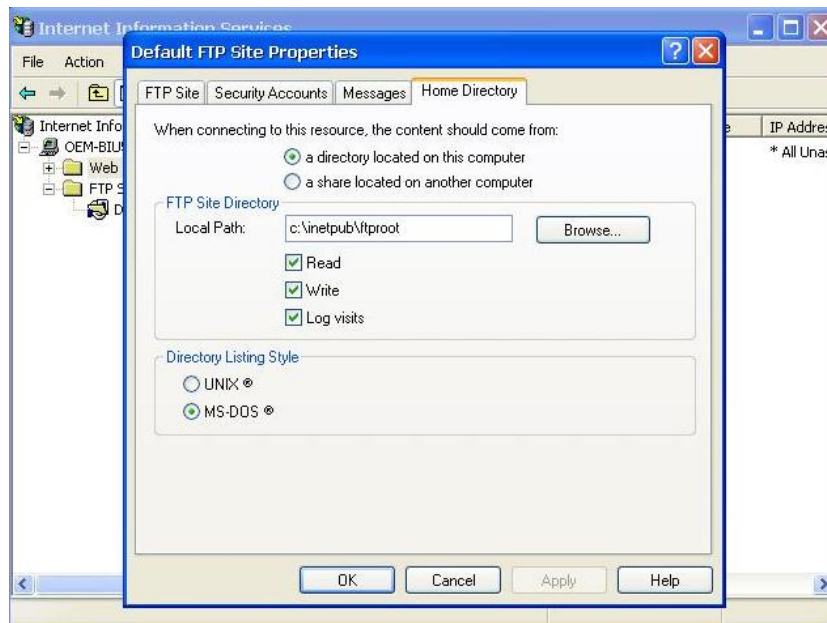 Internet Information Services
File Action
Default FTP Site Properties
FTP Site Security Accounts Messages Home Directory
Internet Info
OEM-BIU
Web
FTP S
D
IP Addre
* All Una
When connecting to this resource, the content should come from:
a directory located on this computer
a share located on another computer
FTP Site Directory
Local Path: c:\inetpub\ftproot Browse...
Read
Write
Log visits
Directory Listing Style
UNIX ®
MS-DOS ®
OK Cancel Apply Help